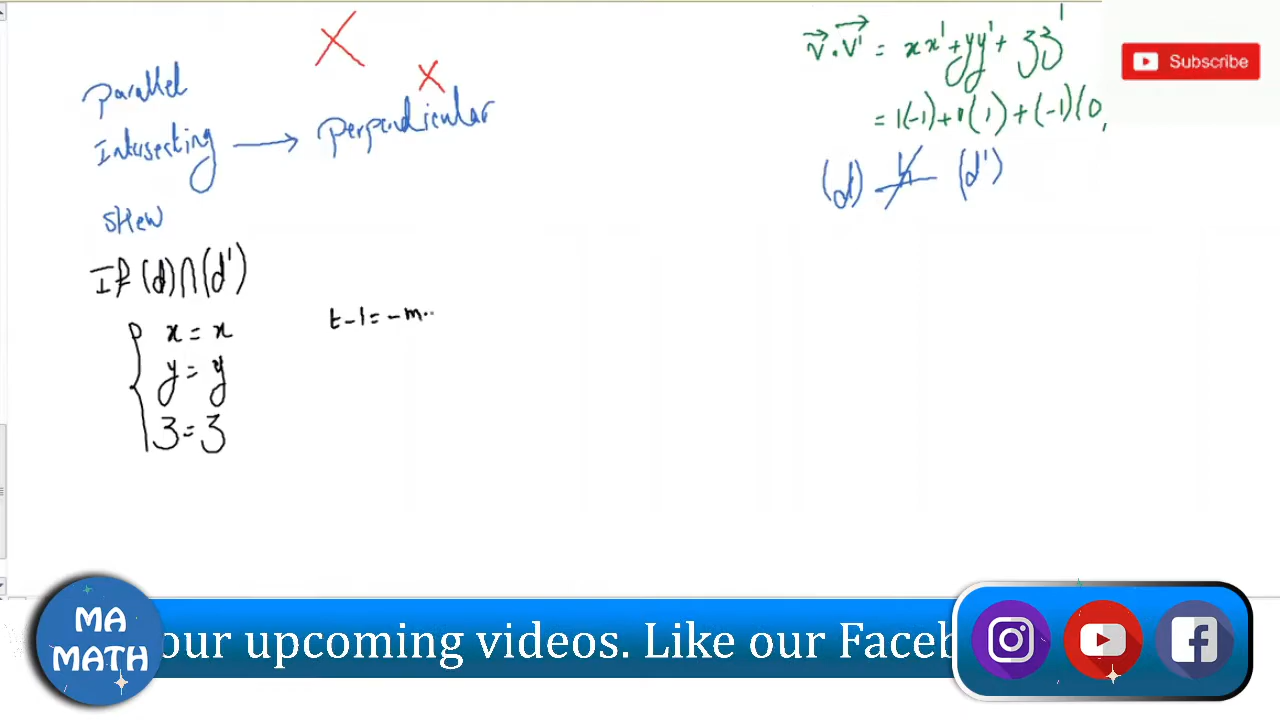 Parallel
Intersecting → perpendicular
Skew
If (d)∩(d')
x = x
y = y
z = z
t-1 = -m..
V⃗.V⃗' = xx'+yy'+zz'
= 1(-1)+0(1)+(-1)(0,
(d) (d')
Subscribe
MA
MATH
our upcoming videos. Like our Faceb